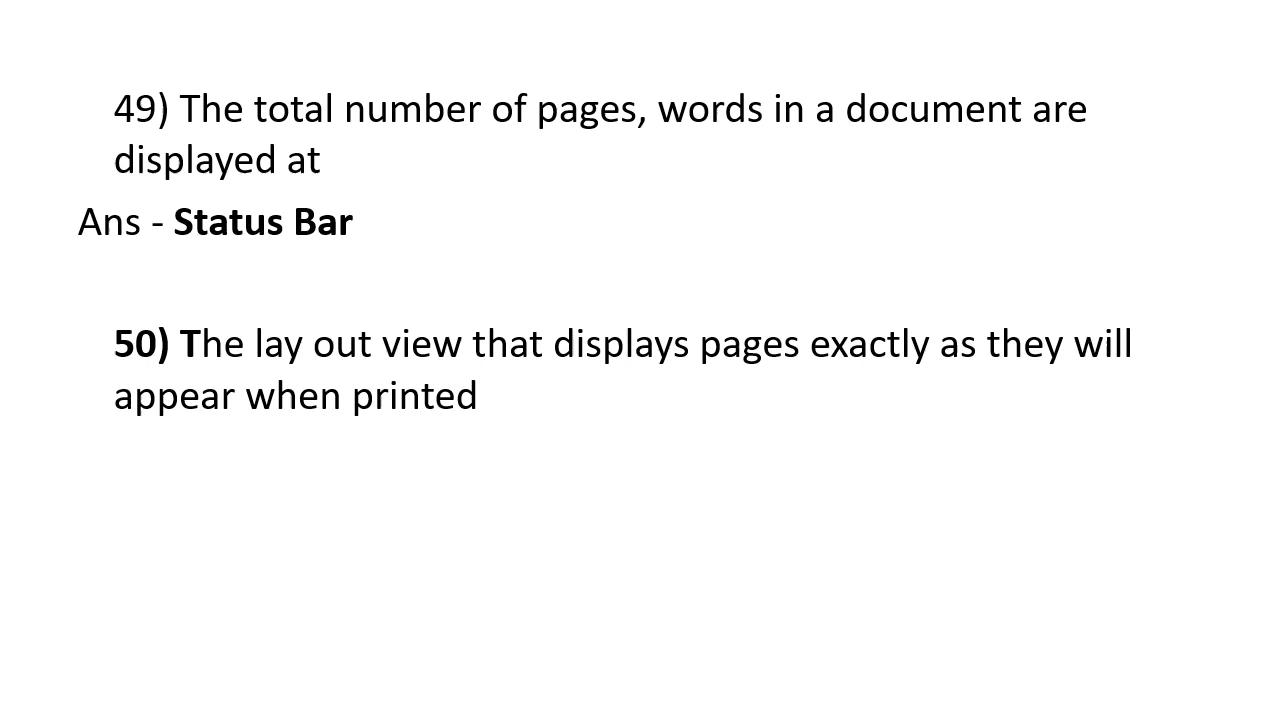 49) The total number of pages, words in a document are
displayed at
Ans - Status Bar
50) The lay out view that displays pages exactly as they will
appear when printed